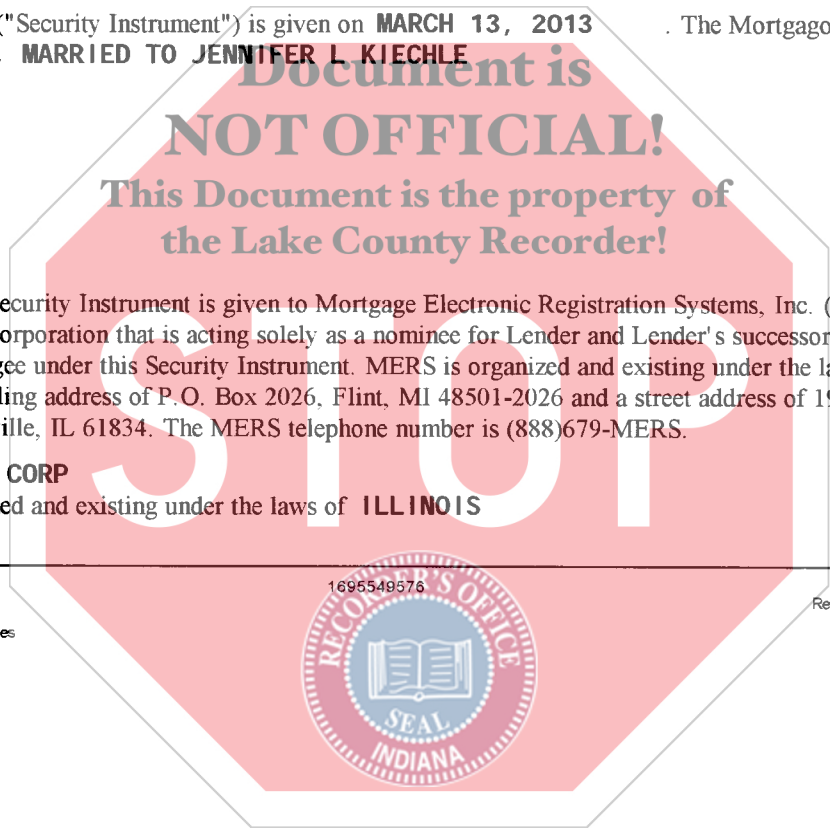 ("Security Instrument") is given on MARCH 13, 2013 . The Mortgago
MARRIED TO JENNIFER L KIECHLE
Document is
NOT OFFICIAL!
This Document is the property of
the Lake County Recorder!
ecurity Instrument is given to Mortgage Electronic Registration Systems, Inc. (
orporation that is acting solely as a nominee for Lender and Lender's successor
gee under this Security Instrument. MERS is organized and existing under the la
ling address of P.O. Box 2026, Flint, MI 48501-2026 and a street address of 19
ille, IL 61834. The MERS telephone number is (888)679-MERS.
STOP
CORP
ed and existing under the laws of ILLINOIS
1695549576
Re
es
RECORDER'S OFFICE
SEAL
INDIANA